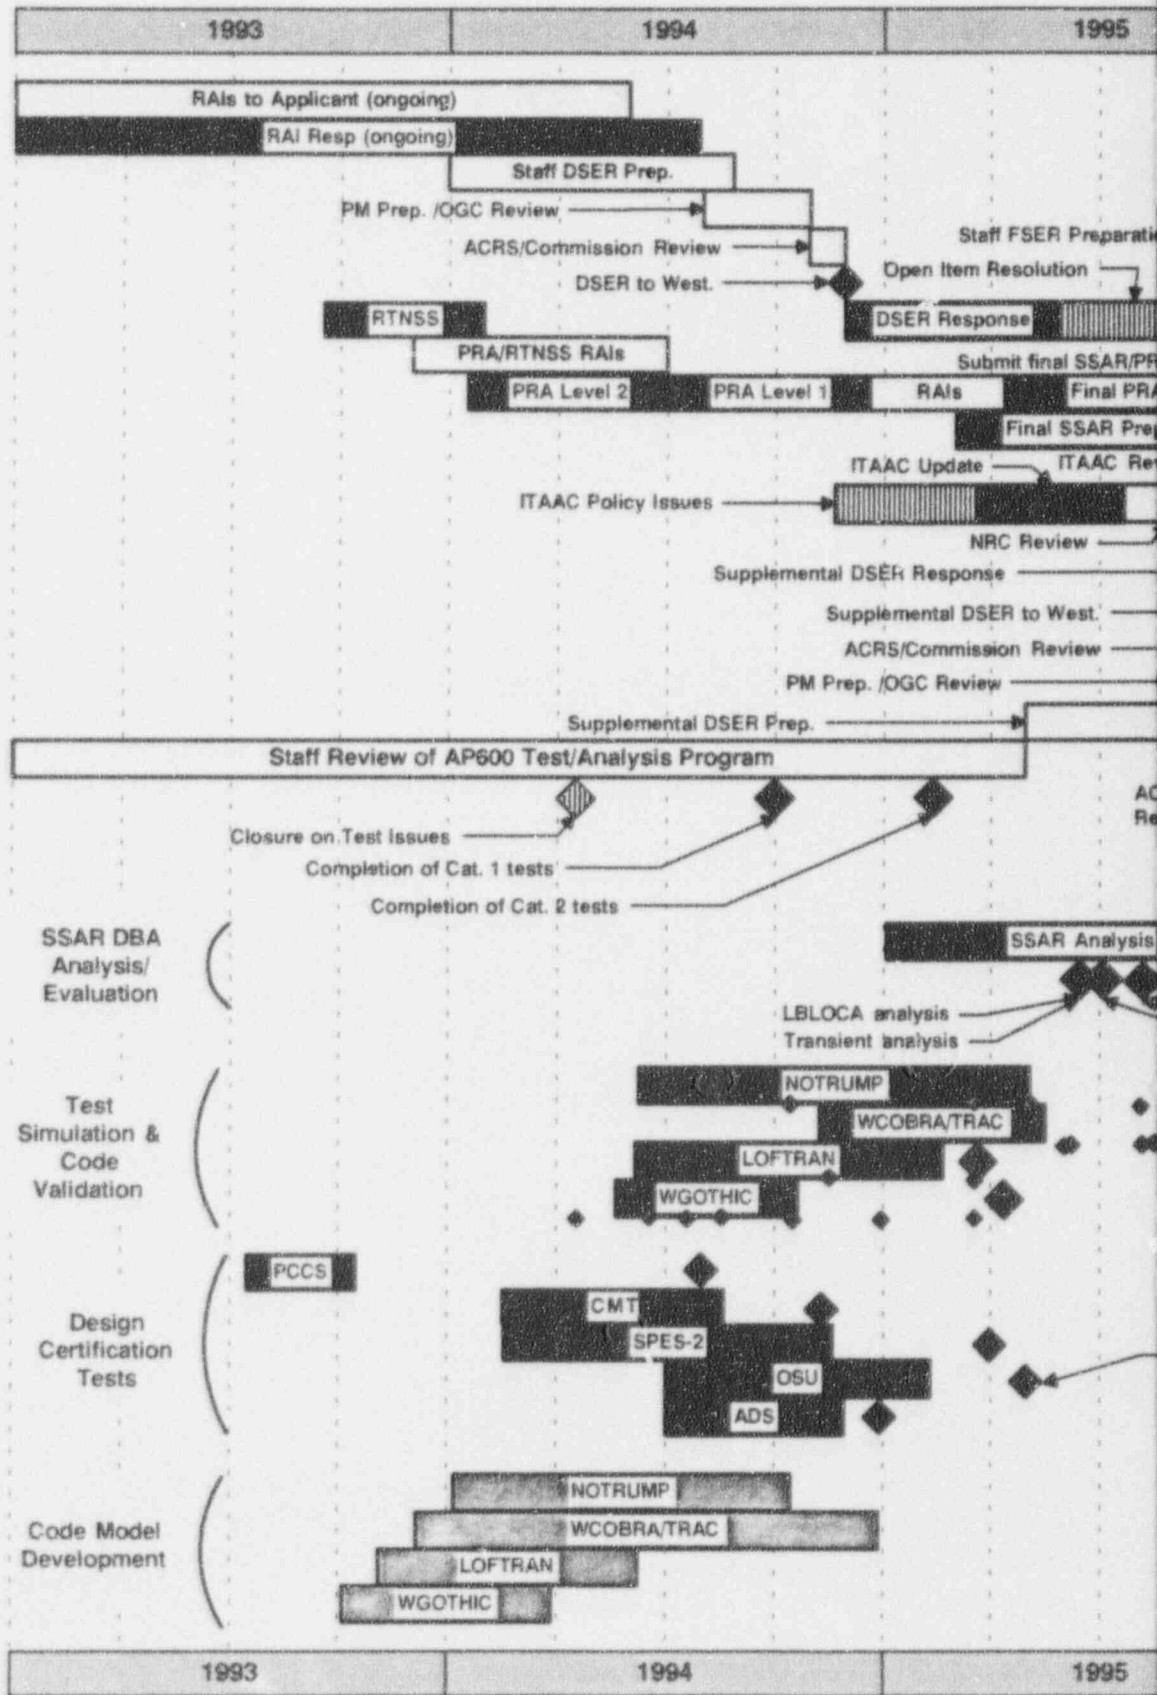 1993 1994 1995
RAIs to Applicant (ongoing)
RAI Resp (ongoing)
Staff DSER Prep.
PM Prep. /OGC Review
Staff FSER Preparati
ACRS/Commission Review
Open Item Resolution
DSER to West.
RTNSS
DSER Response
PRA/RTNSS RAIs
Submit final SSAR/PR
PRA Level 2
PRA Level 1
RAIs
Final PRA
Final SSAR Prep
ITAAC Update
ITAAC Rev
ITAAC Policy Issues
NRC Review
Supplemental DSER Response
Supplemental DSER to West.
ACRS/Commission Review
PM Prep. /OGC Review
Supplemental DSER Prep.
Staff Review of AP600 Test/Analysis Program
AC
Re
Closure on Test Issues
Completion of Cat. 1 tests
Completion of Cat. 2 tests
SSAR DBA
Analysis/
Evaluation
SSAR Analysis
LBLOCA analysis
Transient analysis
Test
Simulation &
Code
Validation
NOTRUMP
WCOBRA/TRAC
LOFTRAN
WGOTHIC
Design
Certification
Tests
PCCS
CMT
SPES-2
OSU
ADS
Code Model
Development
NOTRUMP
WCOBRA/TRAC
LOFTRAN
WGOTHIC
1993 1994 1995